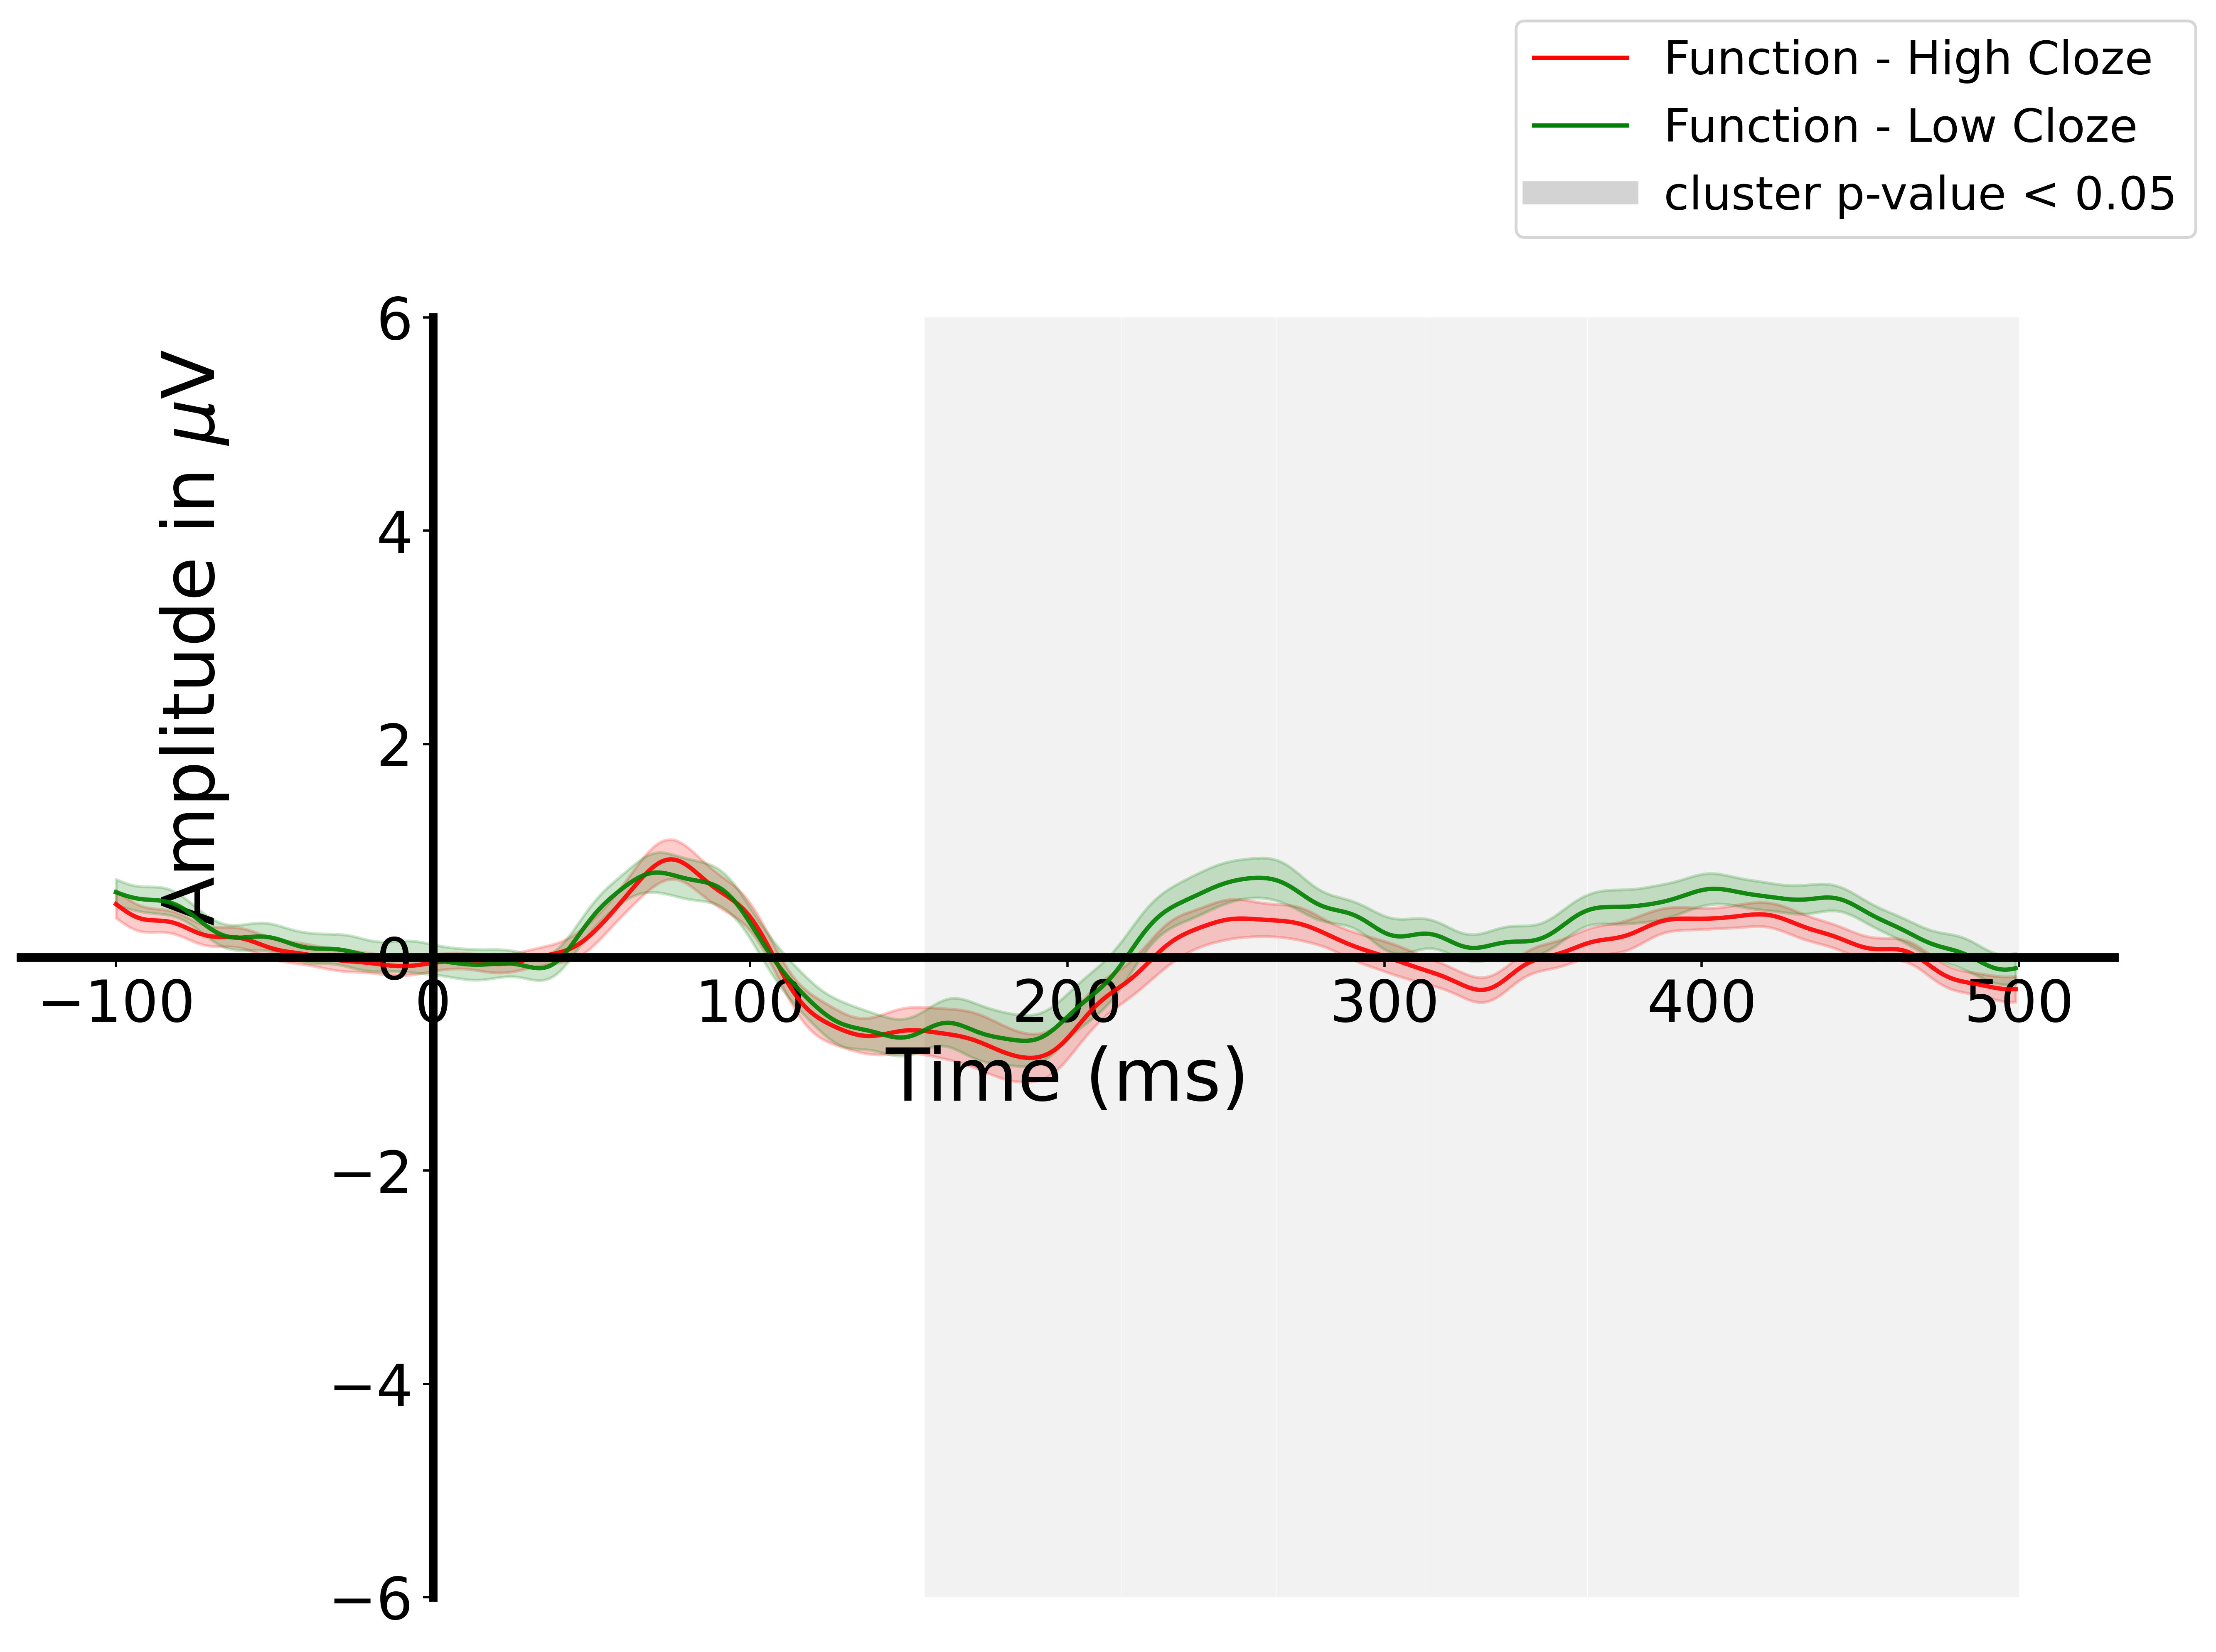 Function - High Cloze
Function - Low Cloze
cluster p-value < 0.05
Amplitude in μV
6
4
2
0
−2
−4
−6
−100 0 100 200 300 400 500
Time (ms)